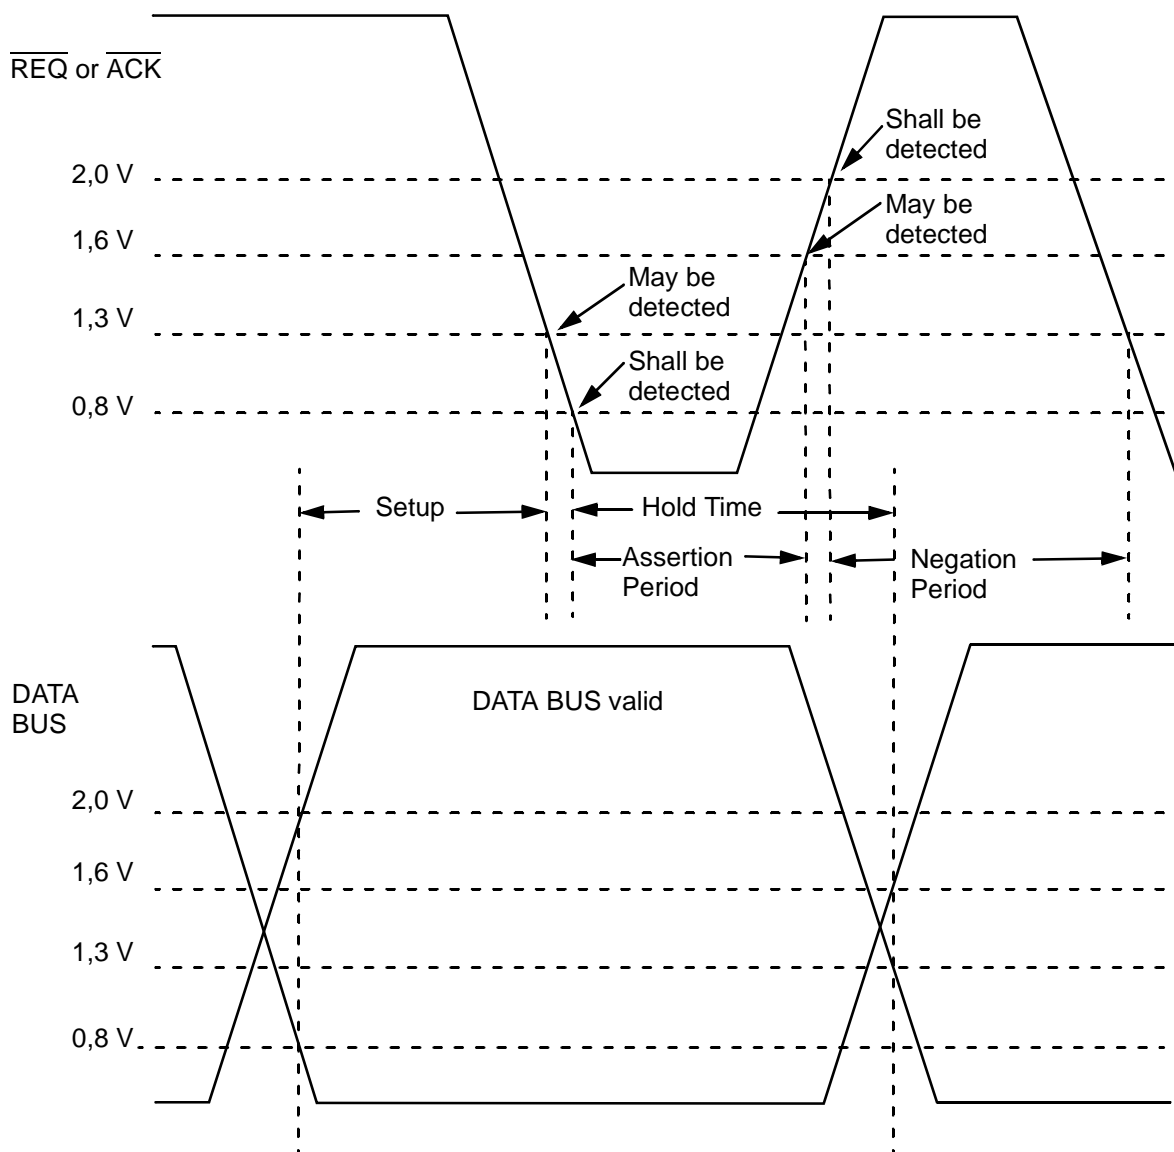 R̅E̅Q̅ or A̅C̅K̅
Shall be
detected
2,0 V
May be
detected
1,6 V
May be
detected
1,3 V
Shall be
detected
0,8 V
Setup
Hold Time
Assertion
Period
Negation
Period
DATA
BUS
DATA BUS valid
2,0 V
1,6 V
1,3 V
0,8 V